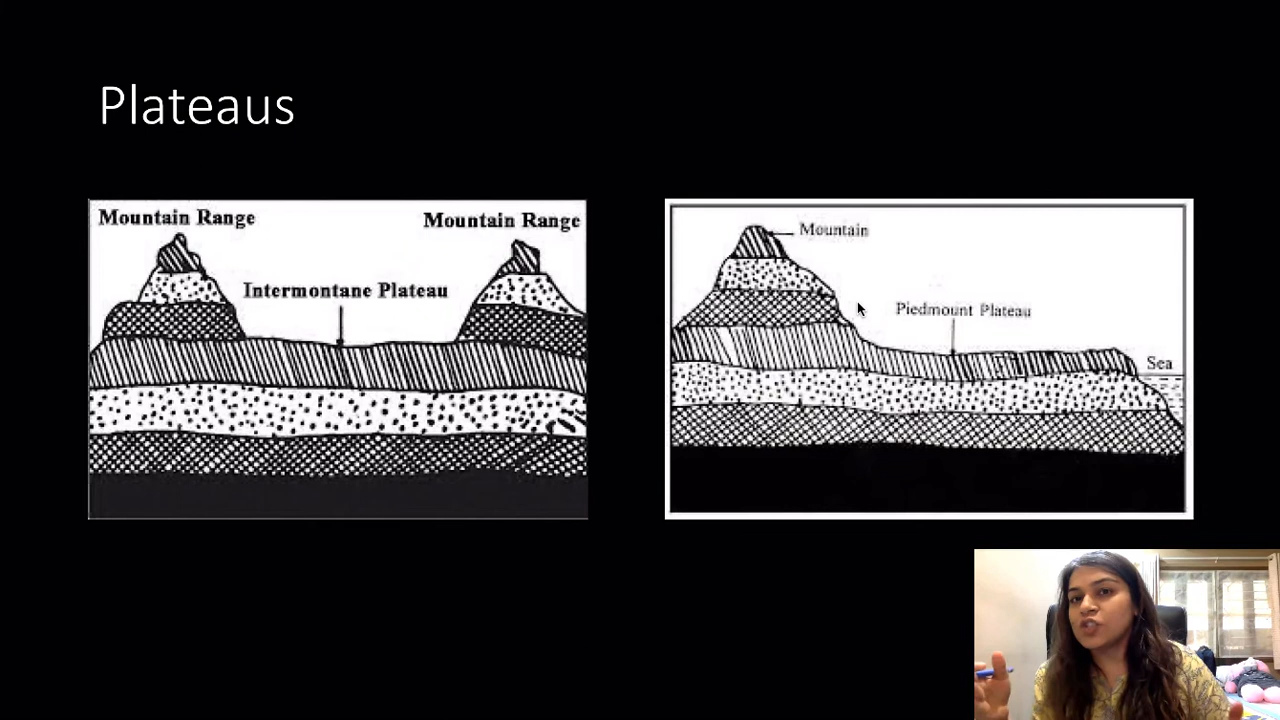 Plateaus
Mountain Range
Mountain Range
Intermontane Plateau
Mountain
Piedmount Plateau
Sea